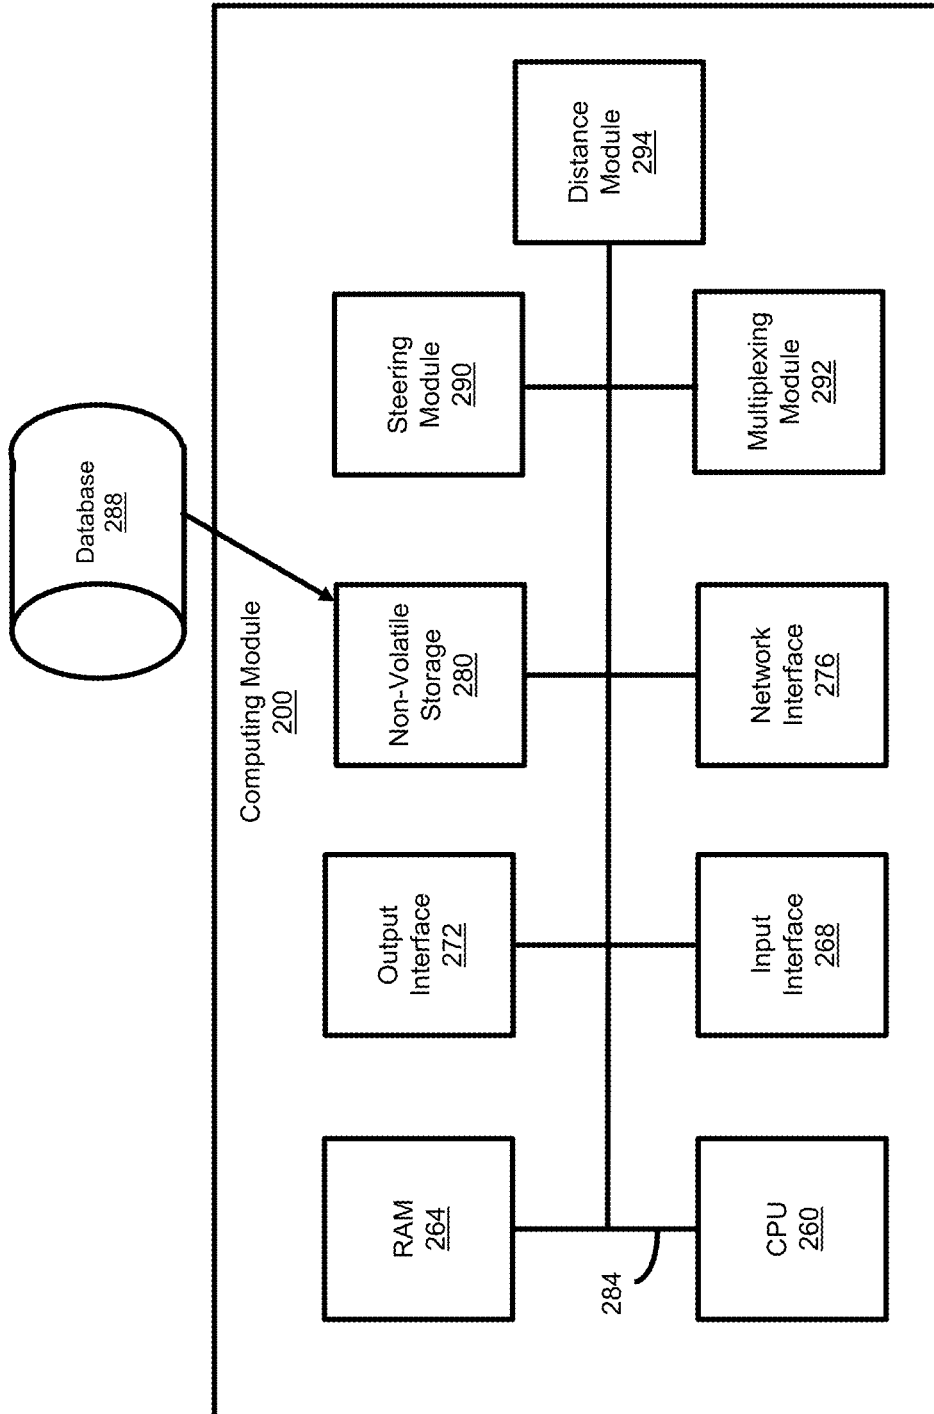 Database
288
Computing Module
200
RAM
264
Output
Interface
272
Non-Volatile
Storage
280
Steering
Module
290
Distance
Module
294
284
CPU
260
Input
Interface
268
Network
Interface
276
Multiplexing
Module
292